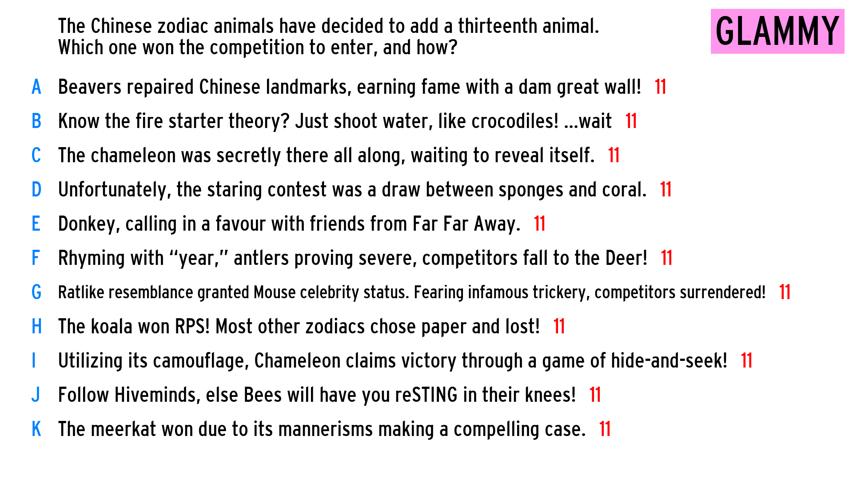 The Chinese zodiac animals have decided to add a thirteenth animal.
Which one won the competition to enter, and how?
GLAMMY
A Beavers repaired Chinese landmarks, earning fame with a dam great wall! 11
B Know the fire starter theory? Just shoot water, like crocodiles! ...wait 11
C The chameleon was secretly there all along, waiting to reveal itself. 11
D Unfortunately, the staring contest was a draw between sponges and coral. 11
E Donkey, calling in a favour with friends from Far Far Away. 11
F Rhyming with “year,” antlers proving severe, competitors fall to the Deer! 11
G Ratlike resemblance granted Mouse celebrity status. Fearing infamous trickery, competitors surrendered! 11
H The koala won RPS! Most other zodiacs chose paper and lost! 11
I Utilizing its camouflage, Chameleon claims victory through a game of hide-and-seek! 11
J Follow Hiveminds, else Bees will have you reSTING in their knees! 11
K The meerkat won due to its mannerisms making a compelling case. 11